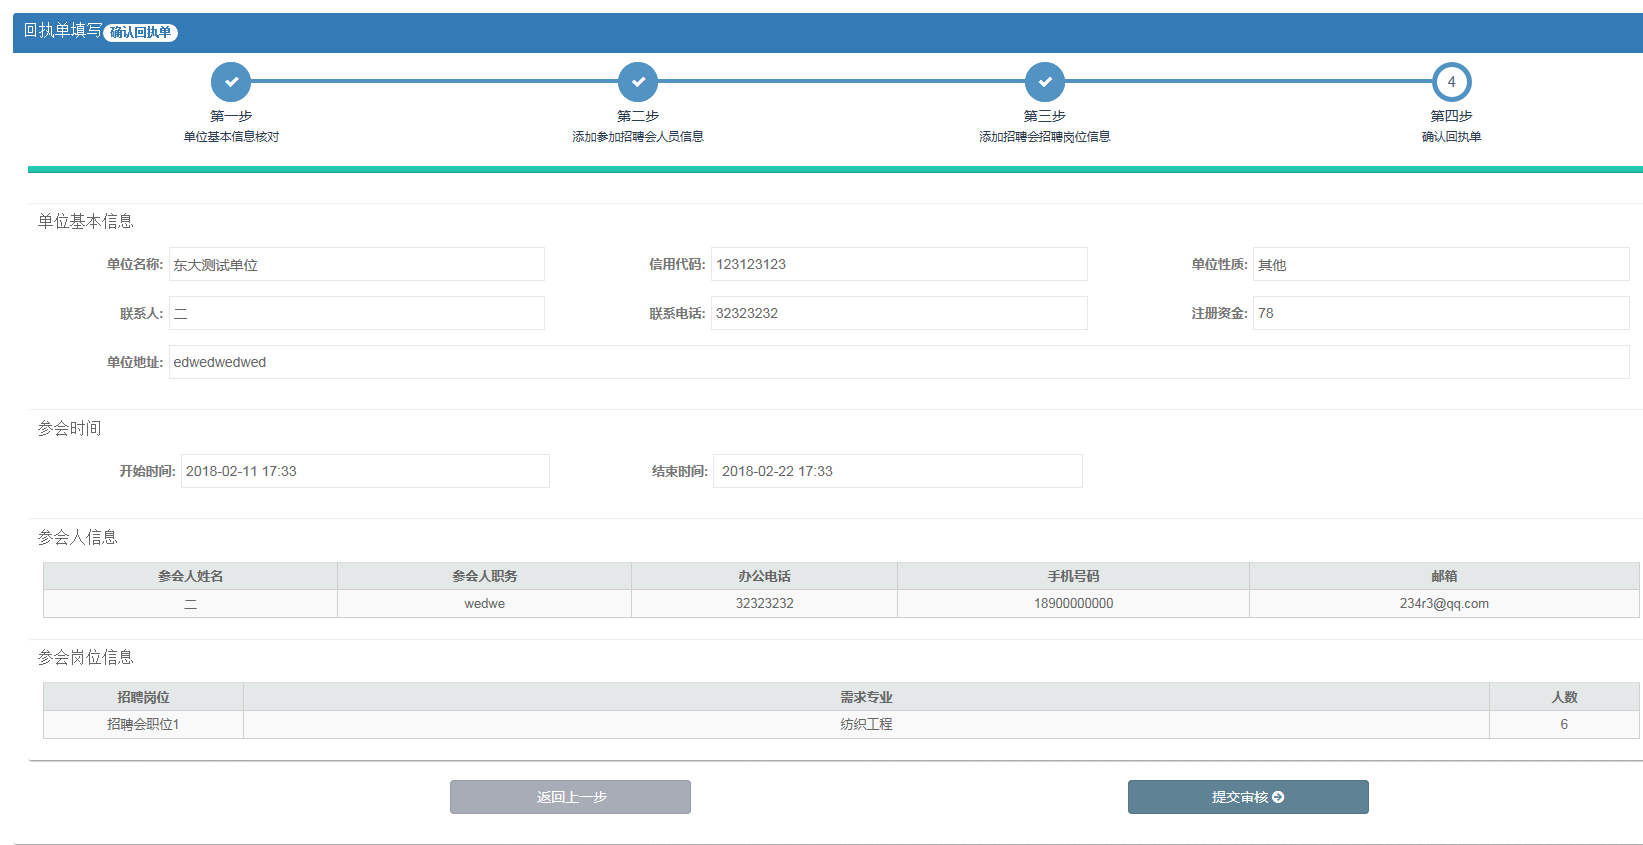 回执单填写 确认回执单
4
第一步 第二步 第三步 第四步
单位基本信息核对 添加参加招聘会人员信息 添加招聘会招聘岗位信息 确认回执单
单位基本信息
单位名称: 东大测试单位 信用代码: 123123123 单位性质: 其他
联系人: 二 联系电话: 32323232 注册资金: 78
单位地址: edwedwedwed
参会时间
开始时间: 2018-02-11 17:33 结束时间: 2018-02-22 17:33
参会人信息
参会人姓名 参会人职务 办公电话 手机号码 邮箱
二 wedwe 32323232 18900000000 234r3@qq.com
参会岗位信息
招聘岗位 需求专业 人数
招聘会职位1 纺织工程 6
返回上一步 提交审核